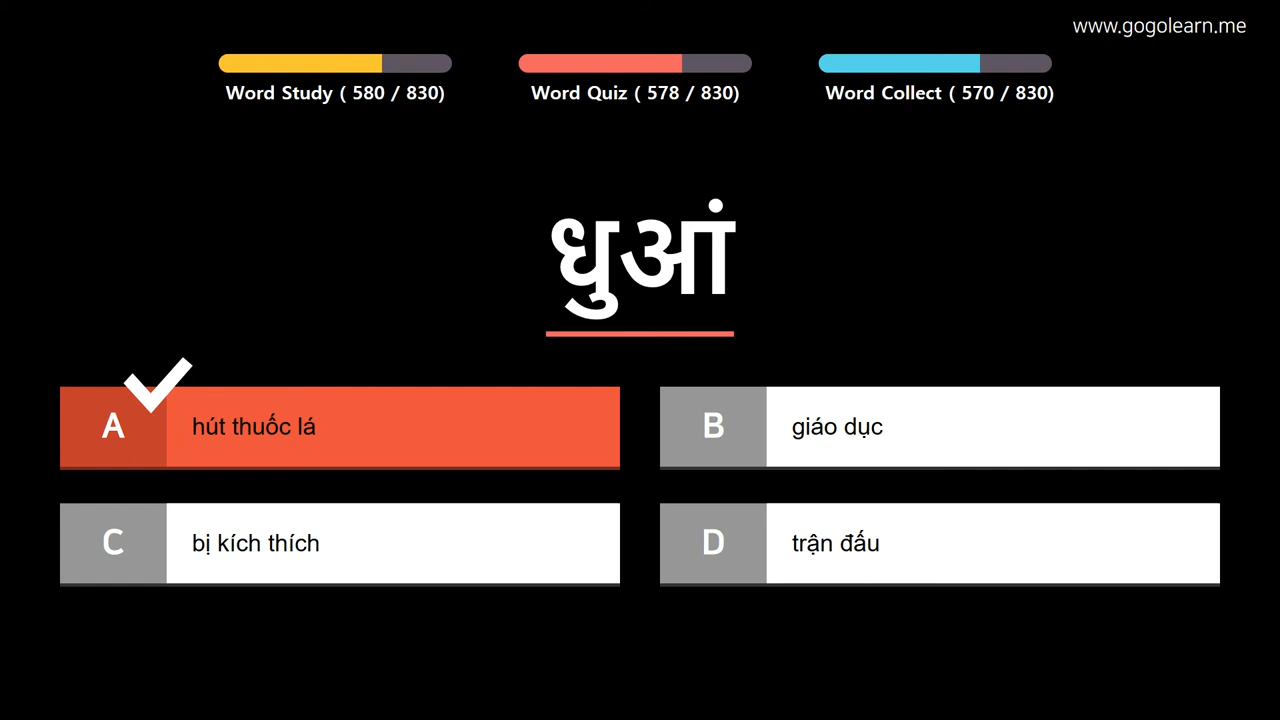 www.gogolearn.me
Word Study ( 580 / 830)
Word Quiz ( 578 / 830)
Word Collect ( 570 / 830)
धुआं
A hút thuốc lá
B giáo dục
C bị kích thích
D trận đấu